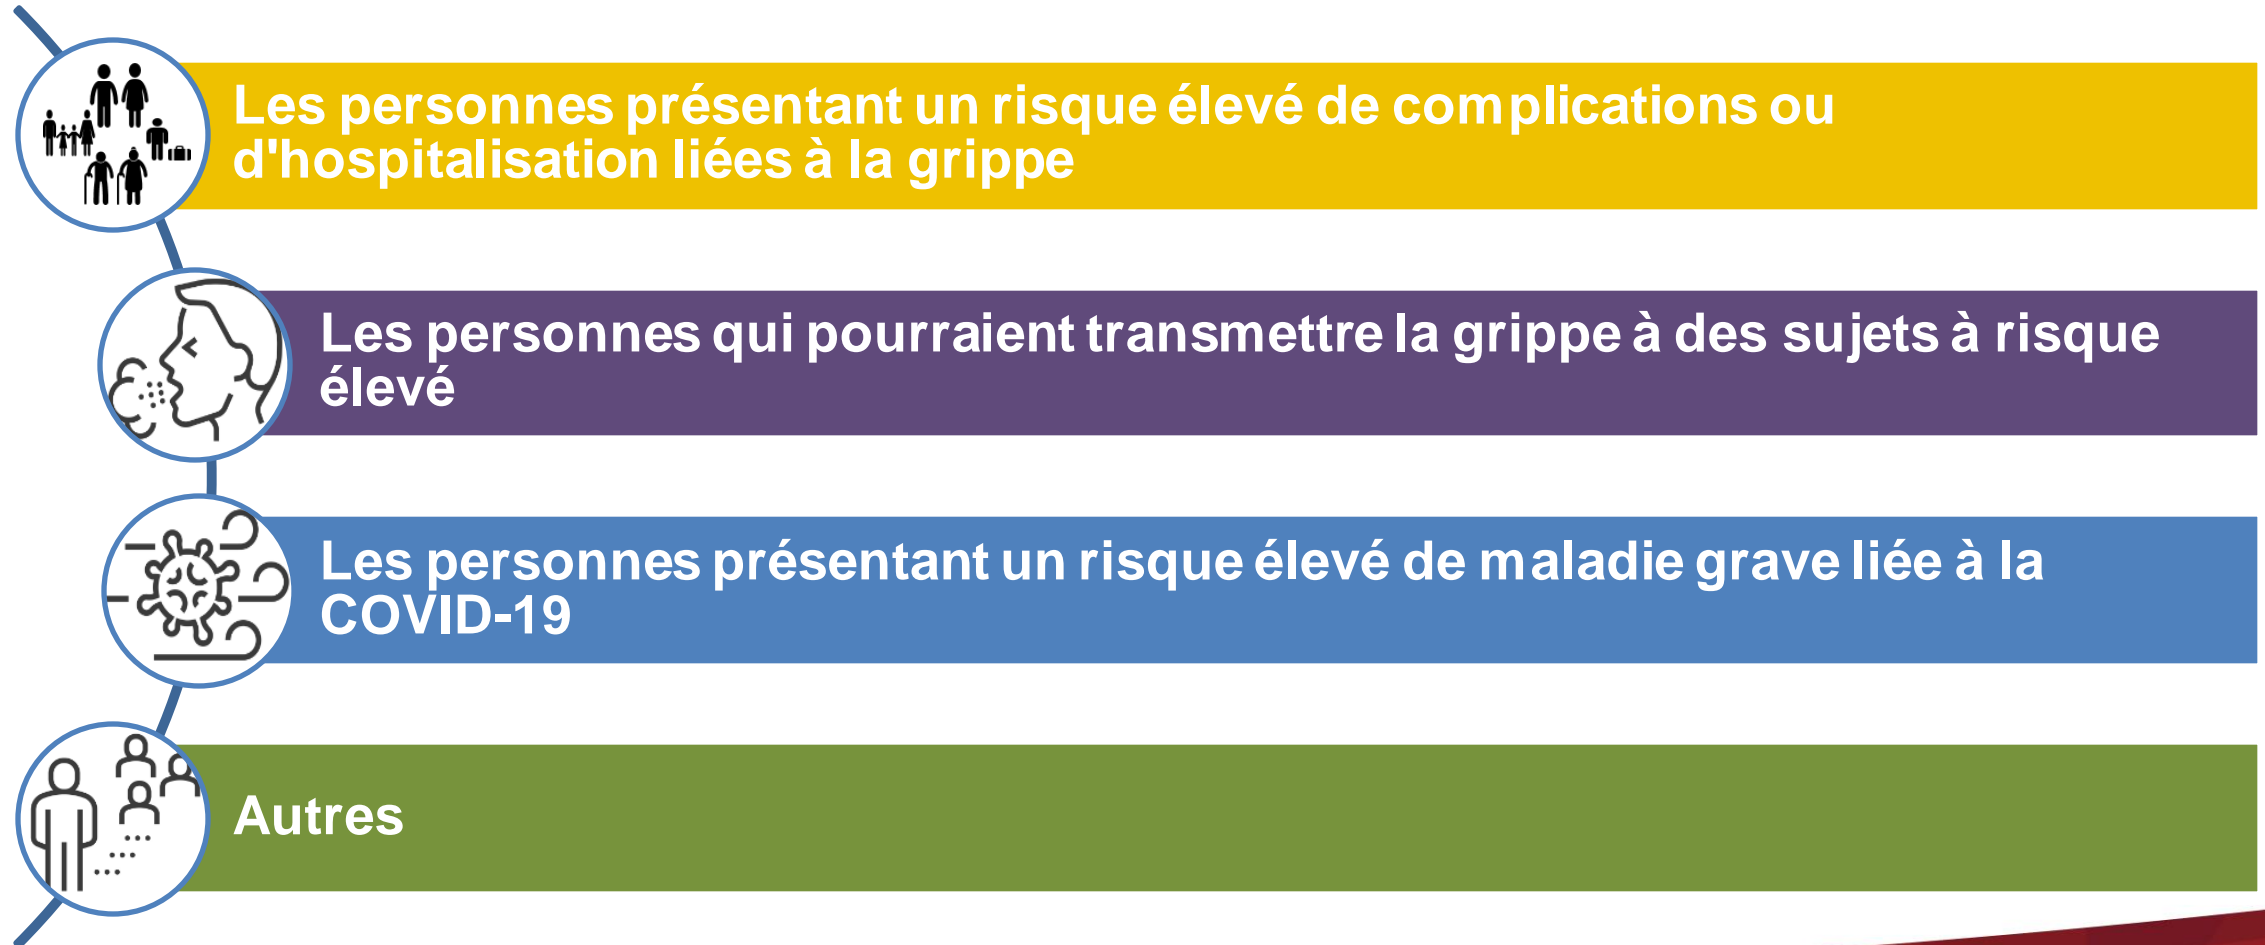 Les personnes présentant un risque élevé de complications ou
d'hospitalisation liées à la grippe
Les personnes qui pourraient transmettre la grippe à des sujets à risque
élevé
Les personnes présentant un risque élevé de maladie grave liée à la
COVID-19
Autres